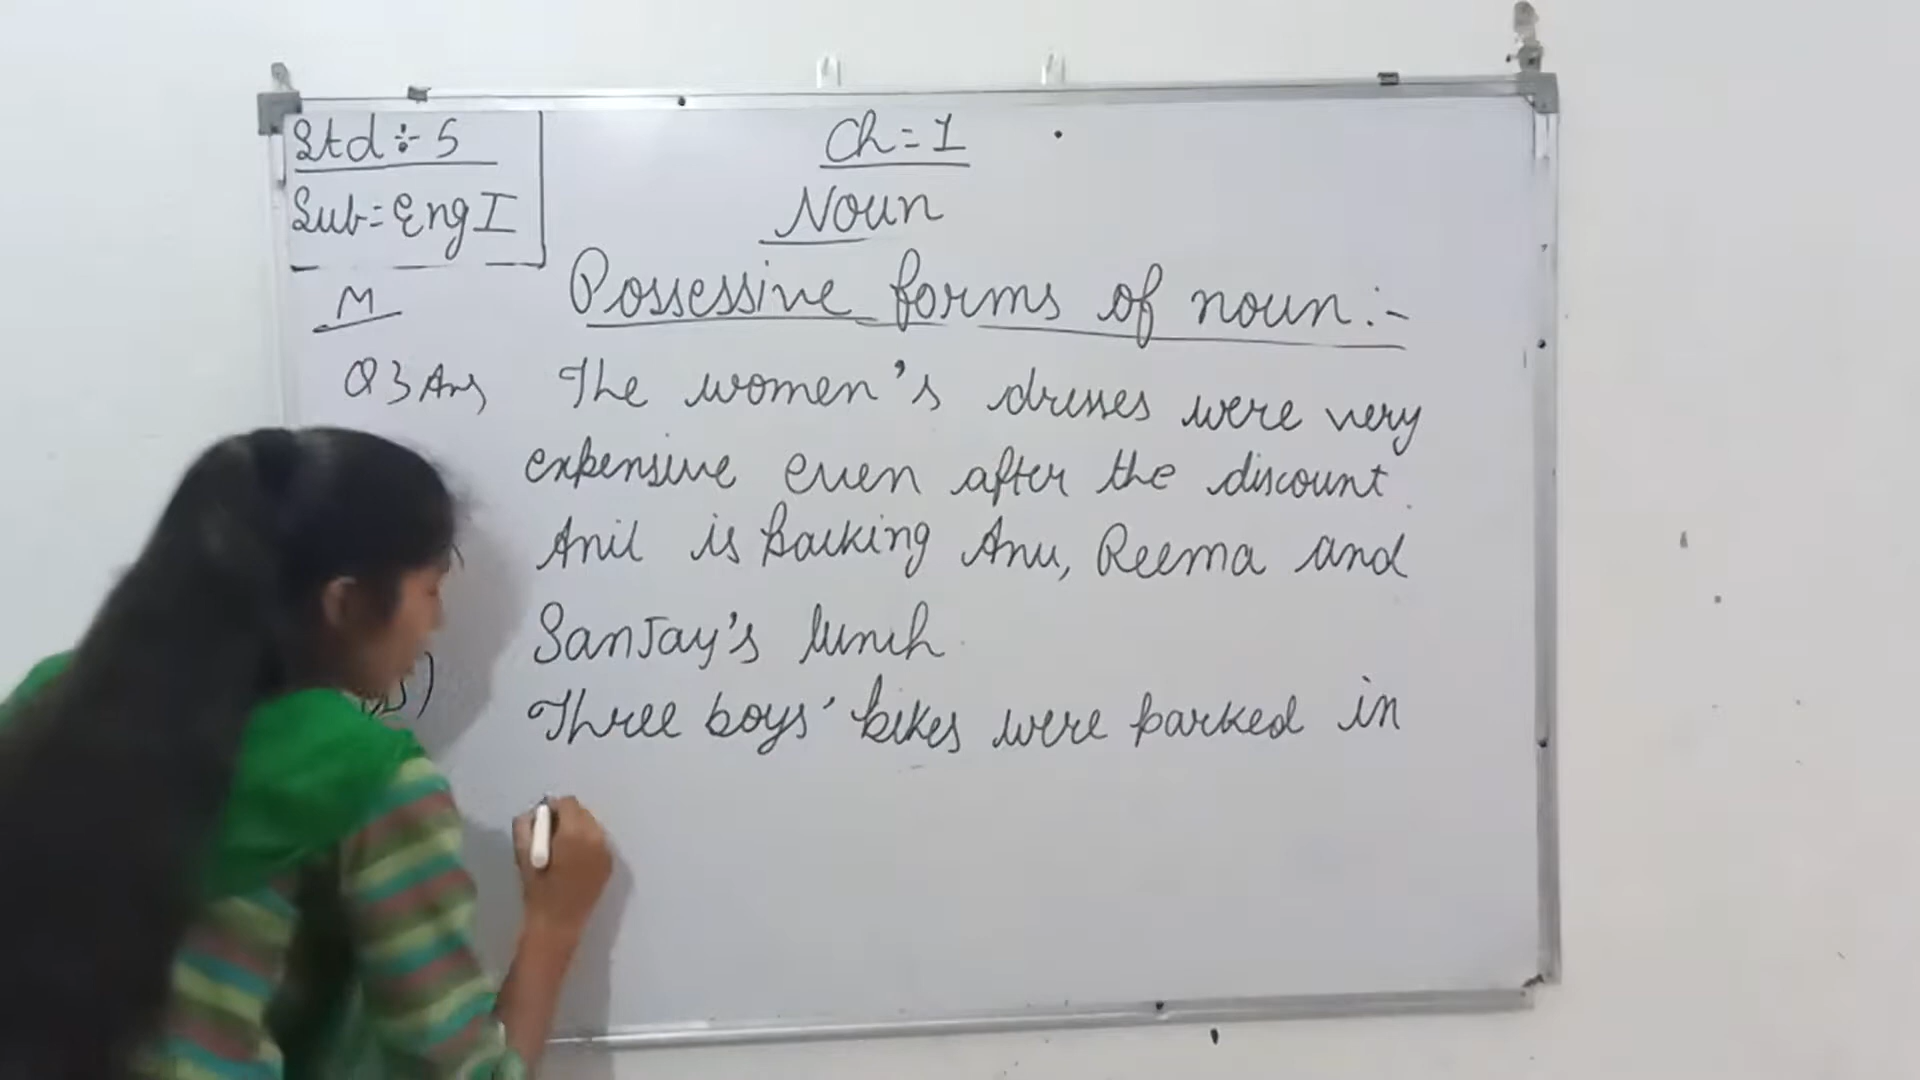 Std ÷ 5
Sub = Eng I
Ch = 1
Noun
M
Possessive forms of noun :-
Q 3 Ans The women's dresses were very
expensive even after the discount.
Anil is packing Anu, Reema and
Sanjay's lunch.
Three boys' bikes were parked in